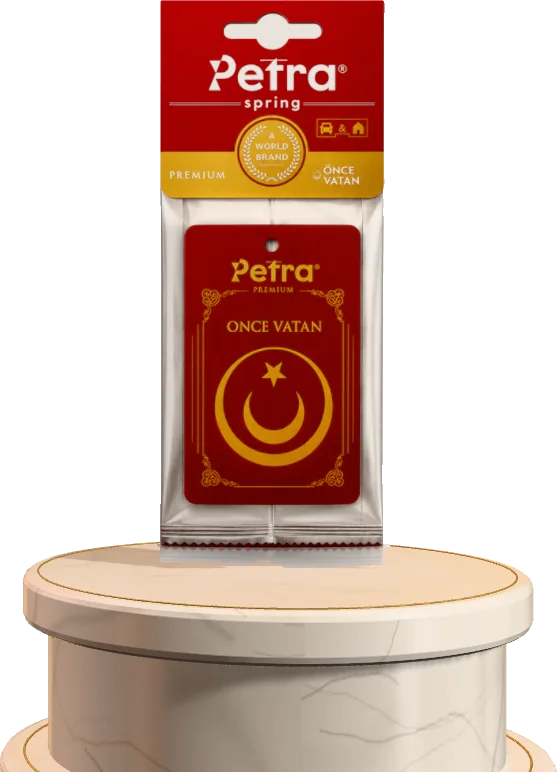 Petra®
spring
A
WORLD
BRAND
&
PREMIUM
ÖNCE
VATAN
Petra®
PREMIUM
ONCE VATAN